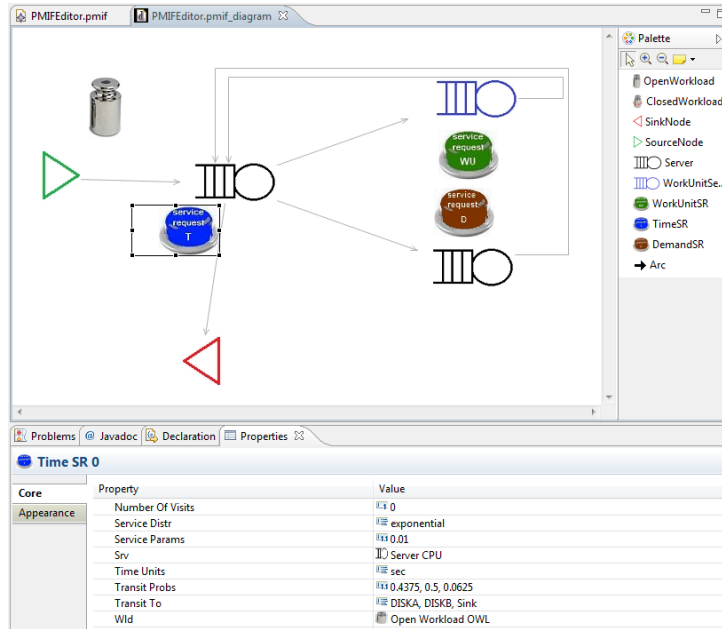 PMIFEditor.pmif
PMIFEditor.pmif_diagram
Palette
OpenWorkload
ClosedWorkload
SinkNode
SourceNode
Server
WorkUnitSe..
WorkUnitSR
TimeSR
DemandSR
Arc
service
request
WU
service
request
D
service
request
T
Problems @ Javadoc Declaration Properties
Time SR 0
Core
Appearance
Property Value
Number Of Visits 0
Service Distr exponential
Service Params 0.01
Srv Server CPU
Time Units sec
Transit Probs 0.4375, 0.5, 0.0625
Transit To DISKA, DISKB, Sink
Wld Open Workload OWL